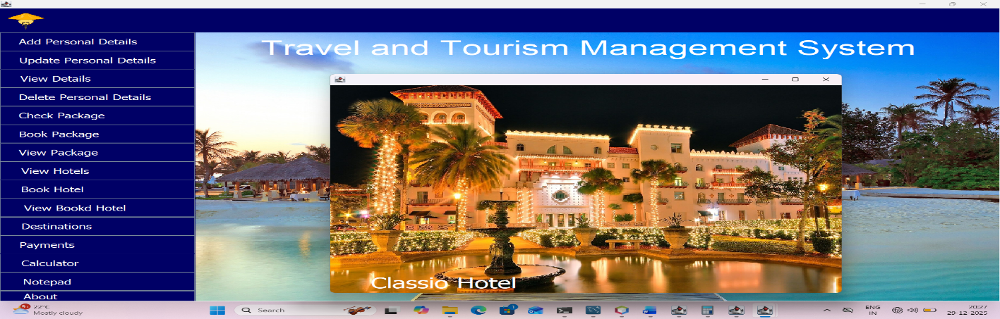 Travel and Tourism Management System
Add Personal Details
Update Personal Details
View Details
Delete Personal Details
Check Package
Book Package
View Package
View Hotels
Book Hotel
View Bookd Hotel
Destinations
Payments
Calculator
Notepad
About
Classio Hotel
9+
22°C
Mostly cloudy
Search
ENG
IN
20:27
29-12-2025